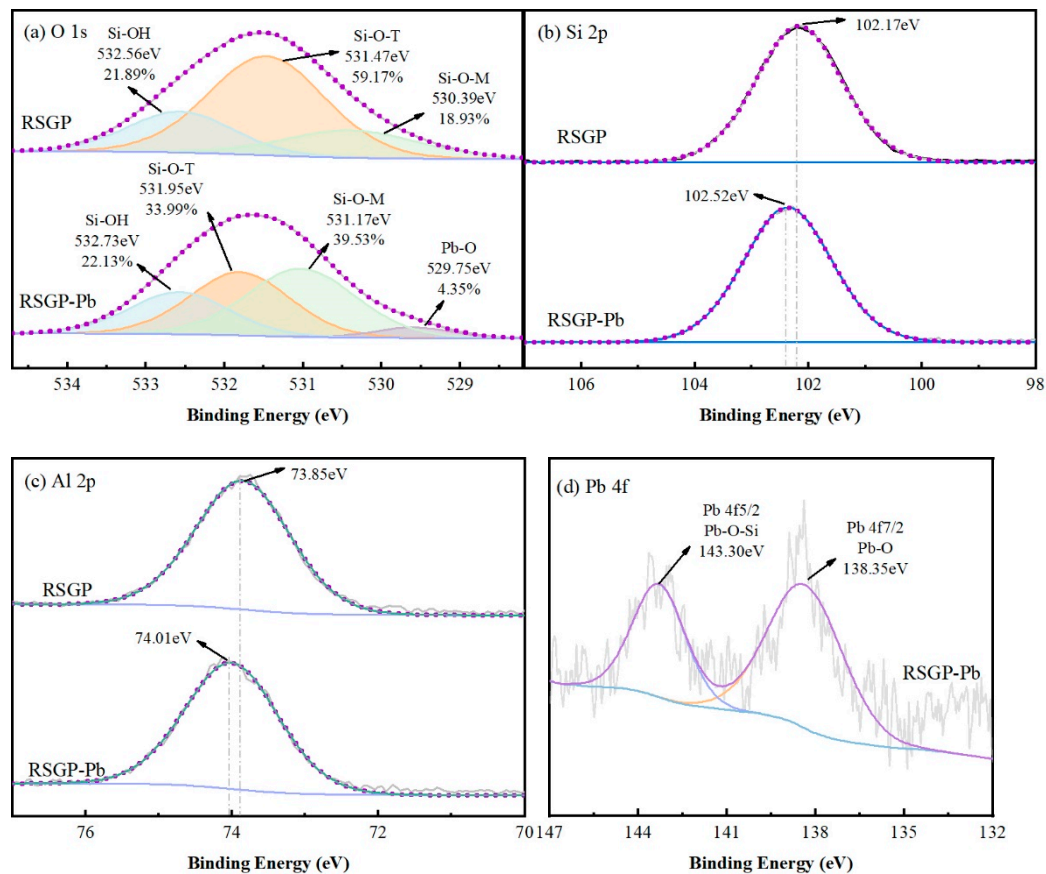 (a) O 1s
Si-OH
532.56eV
21.89%
Si-O-T
531.47eV
59.17%
Si-O-M
530.39eV
18.93%
RSGP
Si-O-T
531.95eV
33.99%
Si-OH
532.73eV
22.13%
Si-O-M
531.17eV
39.53%
Pb-O
529.75eV
4.35%
RSGP-Pb
534 533 532 531 530 529
Binding Energy (eV)
(b) Si 2p
102.17eV
RSGP
102.52eV
RSGP-Pb
106 104 102 100 98
Binding Energy (eV)
(c) Al 2p
73.85eV
RSGP
74.01eV
RSGP-Pb
76 74 72 70
Binding Energy (eV)
(d) Pb 4f
Pb 4f5/2
Pb-O-Si
143.30eV
Pb 4f7/2
Pb-O
138.35eV
RSGP-Pb
147 144 141 138 135 132
Binding Energy (eV)